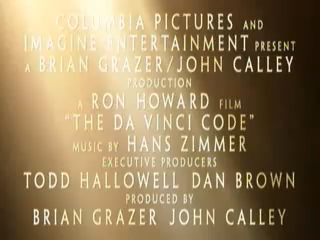 COLUMBIA PICTURES AND
IMAGINE ENTERTAINMENT PRESENT
A BRIAN GRAZER/JOHN CALLEY
PRODUCTION
A RON HOWARD FILM
"THE DA VINCI CODE"
MUSIC BY HANS ZIMMER
EXECUTIVE PRODUCERS
TODD HALLOWELL DAN BROWN
PRODUCED BY
BRIAN GRAZER JOHN CALLEY